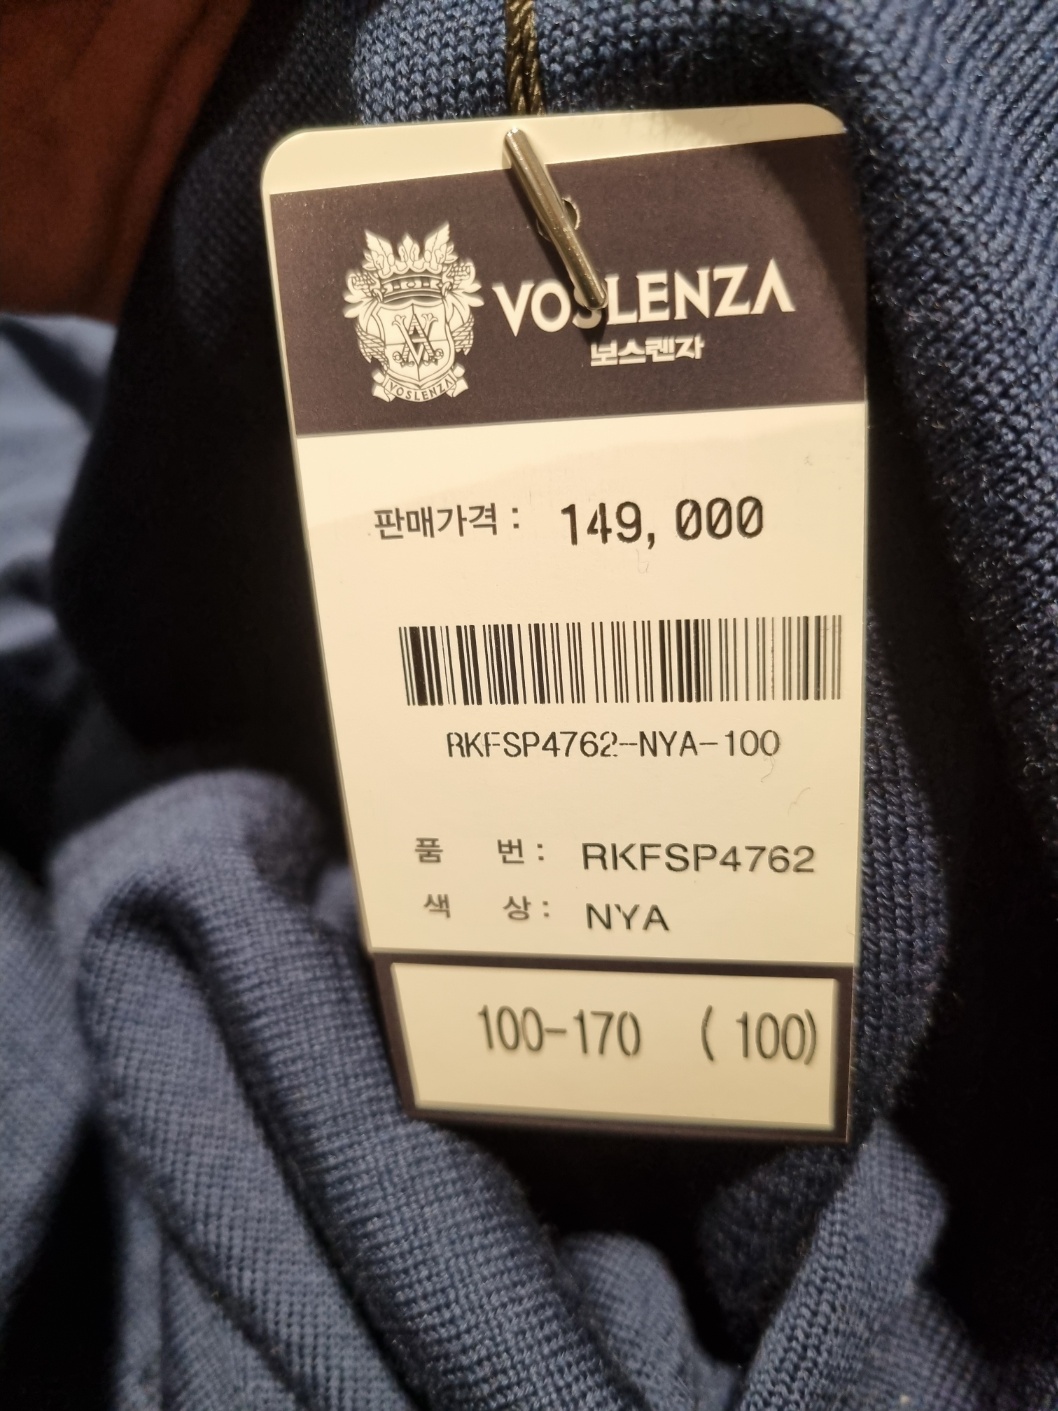 VOSLENZA
보스렌자
VOSLENZA
판매가격 : 149,000
RKFSP4762-NYA-100
품 번 : RKFSP4762
색 상 : NYA
100-170 ( 100)